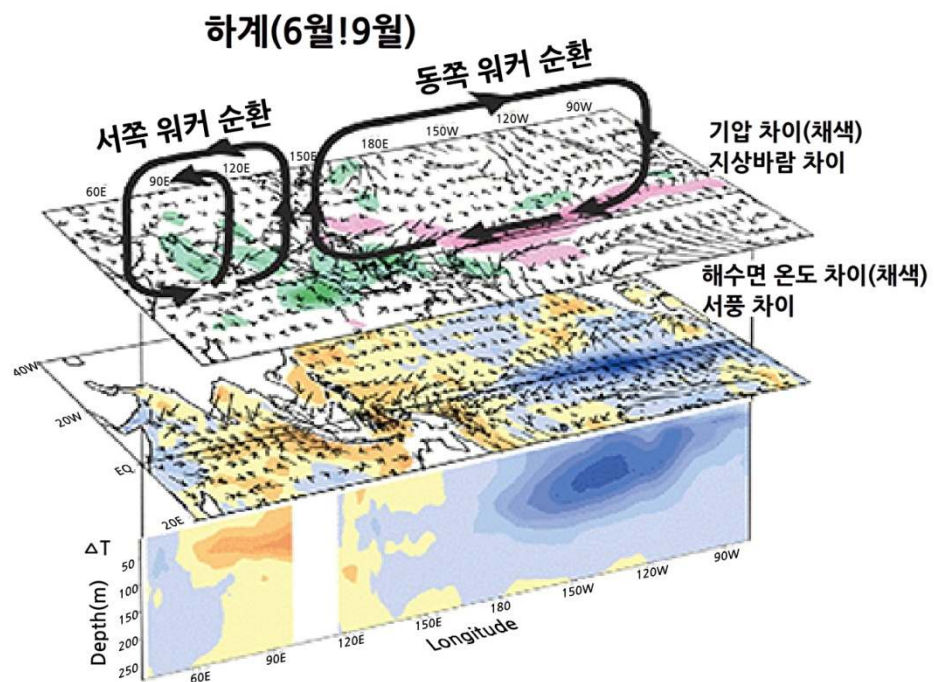 하계(6월!9월)
동쪽 워커 순환
서쪽 워커 순환
60E
90E
120E
150E
180E
150W
120W
90W
기압 차이(채색)
지상바람 차이
해수면 온도 차이(채색)
서풍 차이
40W
20W
EQ
20E
△T
50
100
150
200
250
Depth(m)
60E
90E
120E
150E
180
150W
120W
90W
Longitude